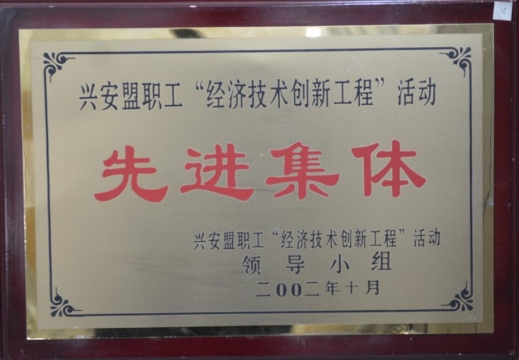 兴安盟职工“经济技术创新工程”活动
先进集体
兴安盟职工“经济技术创新工程”活动
领导小组
二00二年十月